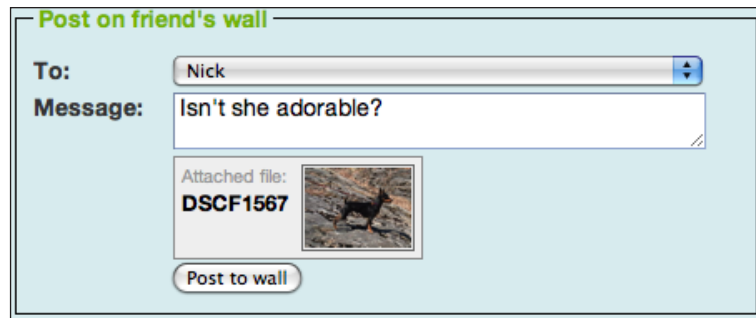 Post on friend's wall
To: Nick
Message: Isn't she adorable?
Attached file:
DSCF1567
Post to wall